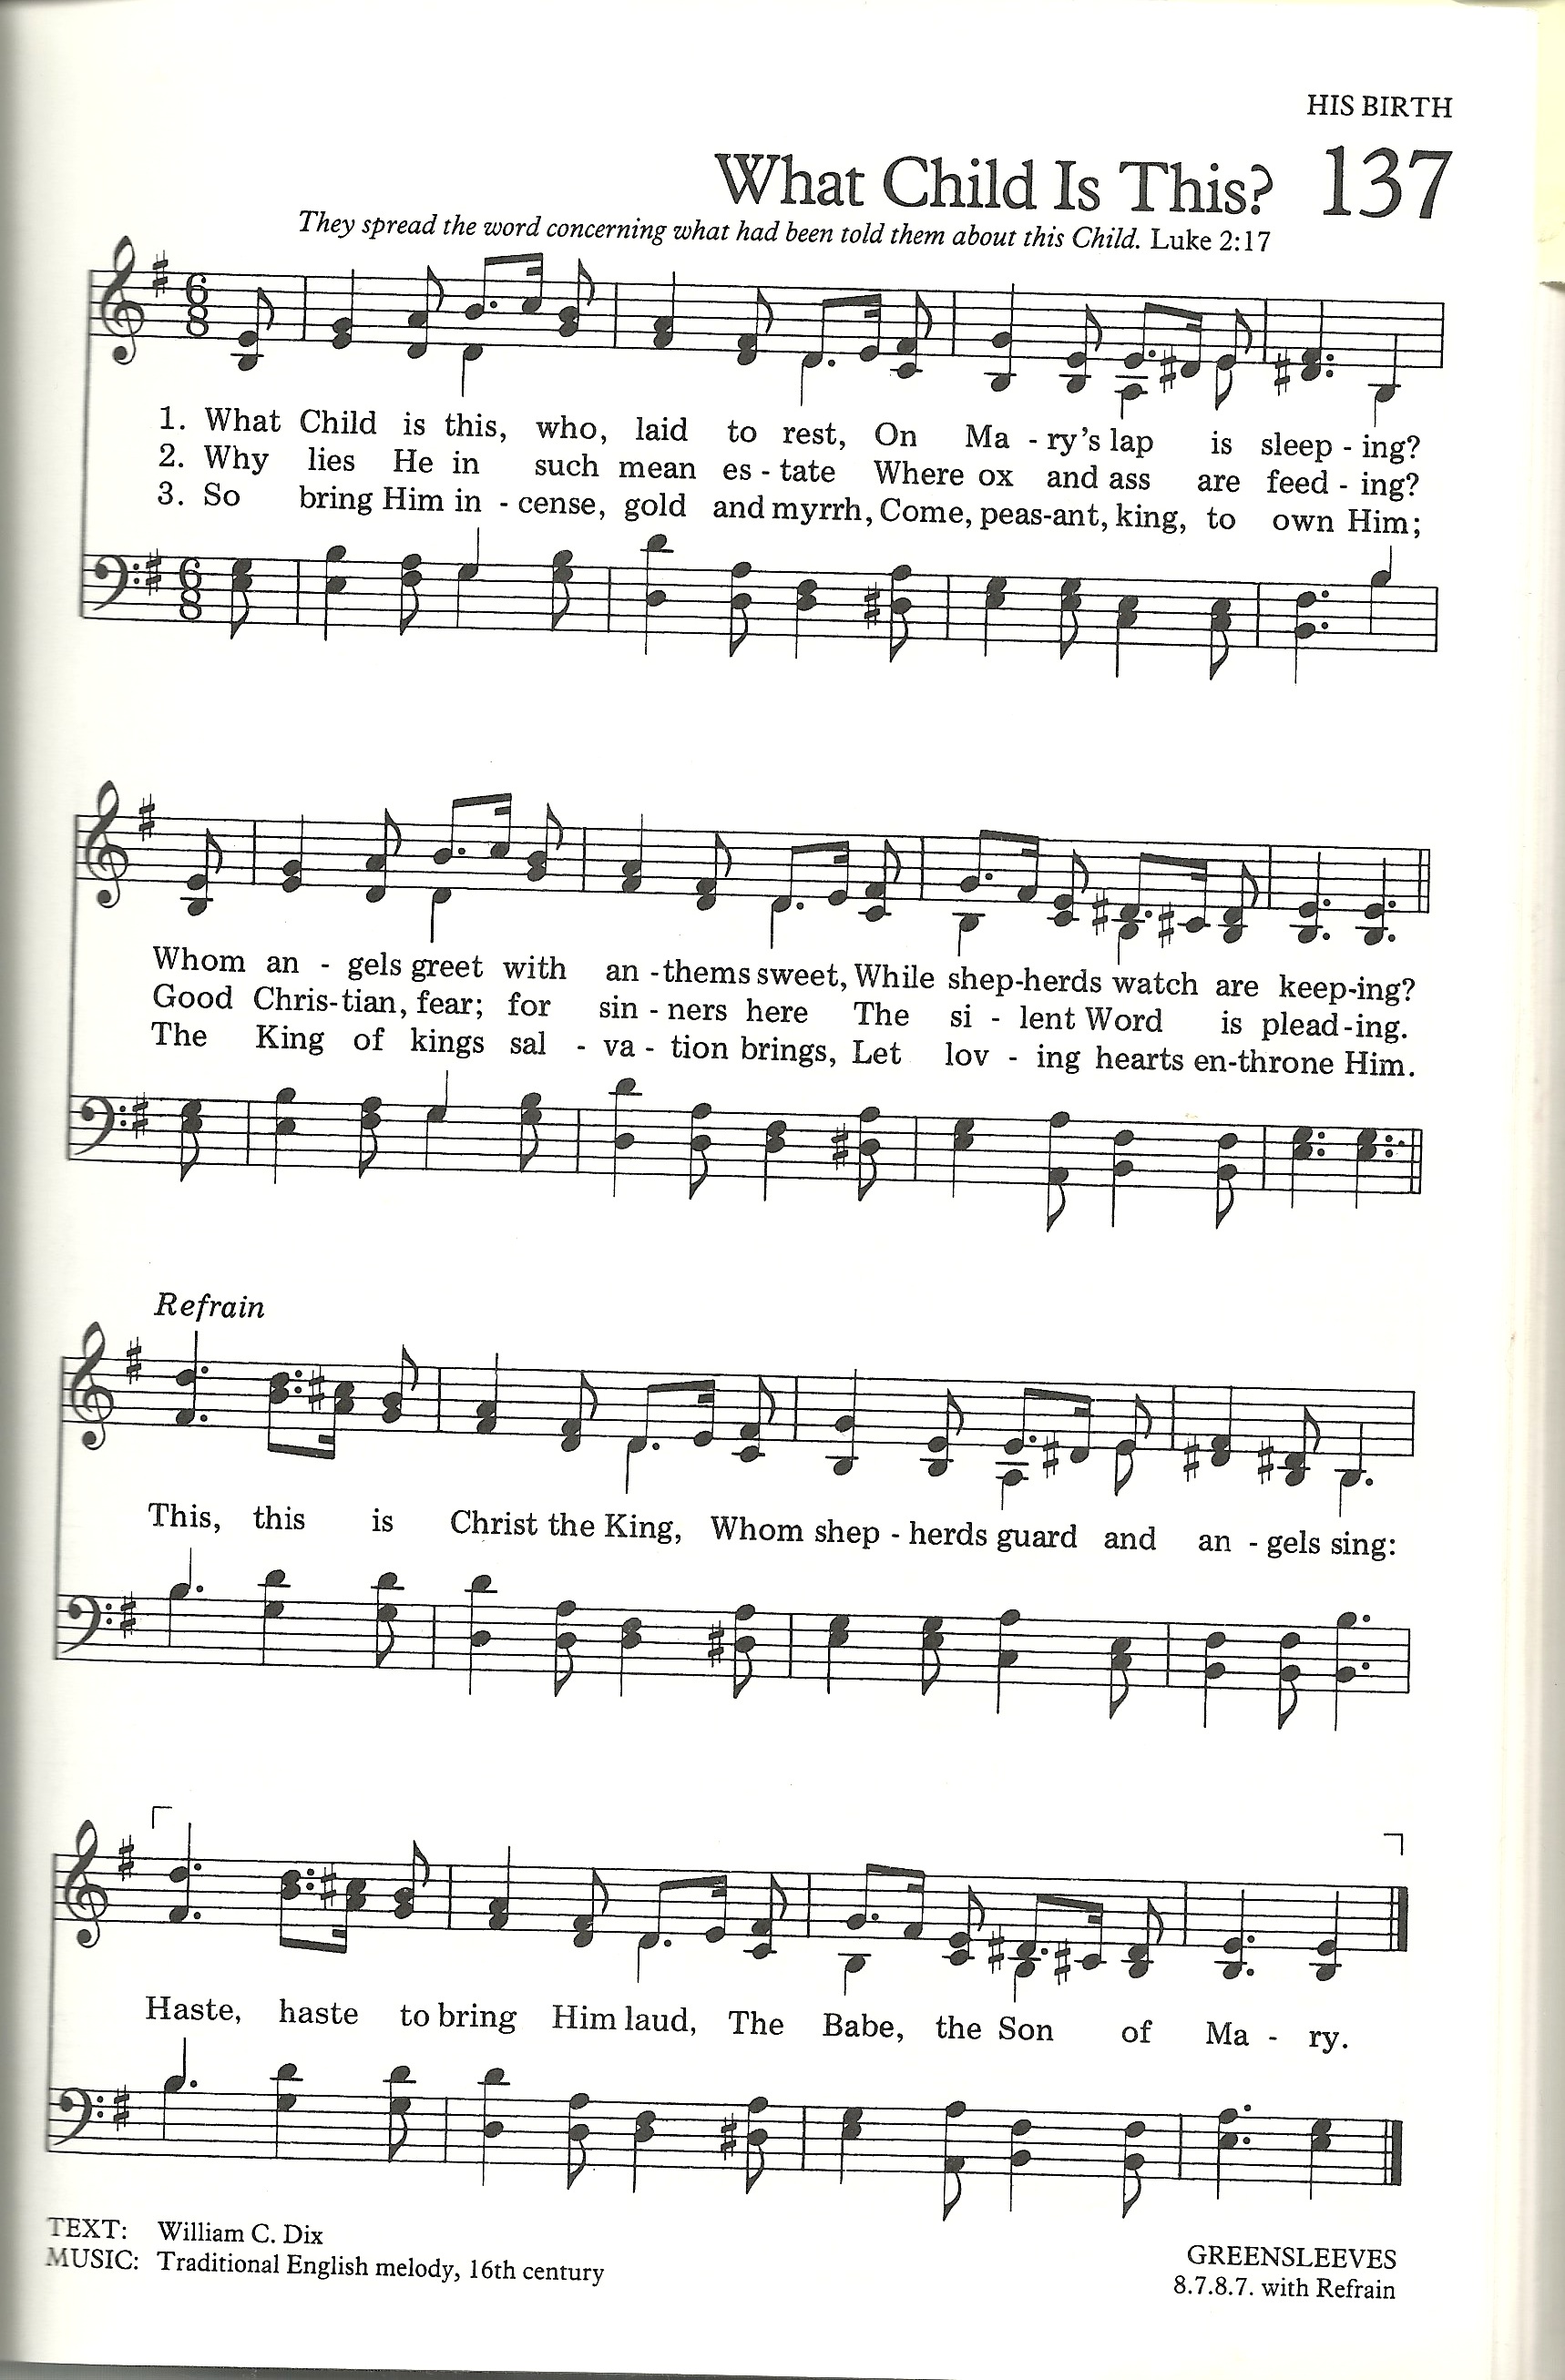 HIS BIRTH
What Child Is This? 137
They spread the word concerning what had been told them about this Child. Luke 2:17
1. What Child is this, who, laid to rest, On Ma - ry's lap is sleep - ing?
2. Why lies He in such mean es - tate Where ox and ass are feed - ing?
3. So bring Him in - cense, gold and myrrh, Come, peas-ant, king, to own Him;
Whom an - gels greet with an - thems sweet, While shep-herds watch are keep-ing?
Good Chris-tian, fear; for sin - ners here The si - lent Word is plead-ing.
The King of kings sal - va - tion brings, Let lov - ing hearts en-throne Him.
Refrain
This, this is Christ the King, Whom shep - herds guard and an - gels sing:
Haste, haste to bring Him laud, The Babe, the Son of Ma - ry.
TEXT: William C. Dix
MUSIC: Traditional English melody, 16th century
GREENSLEEVES
8.7.8.7. with Refrain